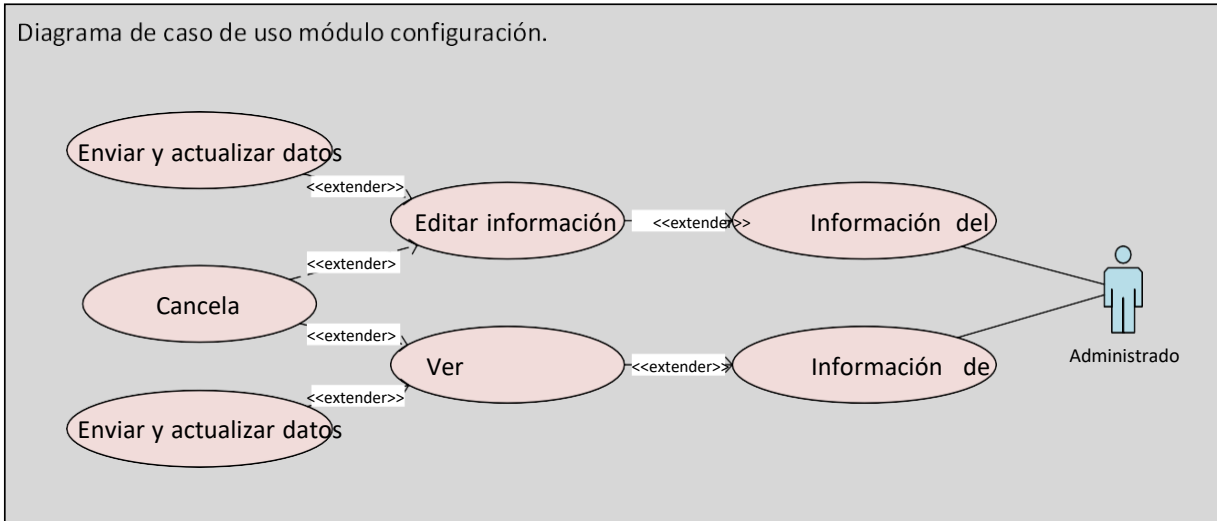 Diagrama de caso de uso módulo configuración.
Enviar y actualizar datos
<<extender>>
Editar información
<<extender>>
Información del
<<extender>
Cancela
<<extender>
Ver
<<extender>>
Información de
Administrado
<<extender>>
Enviar y actualizar datos